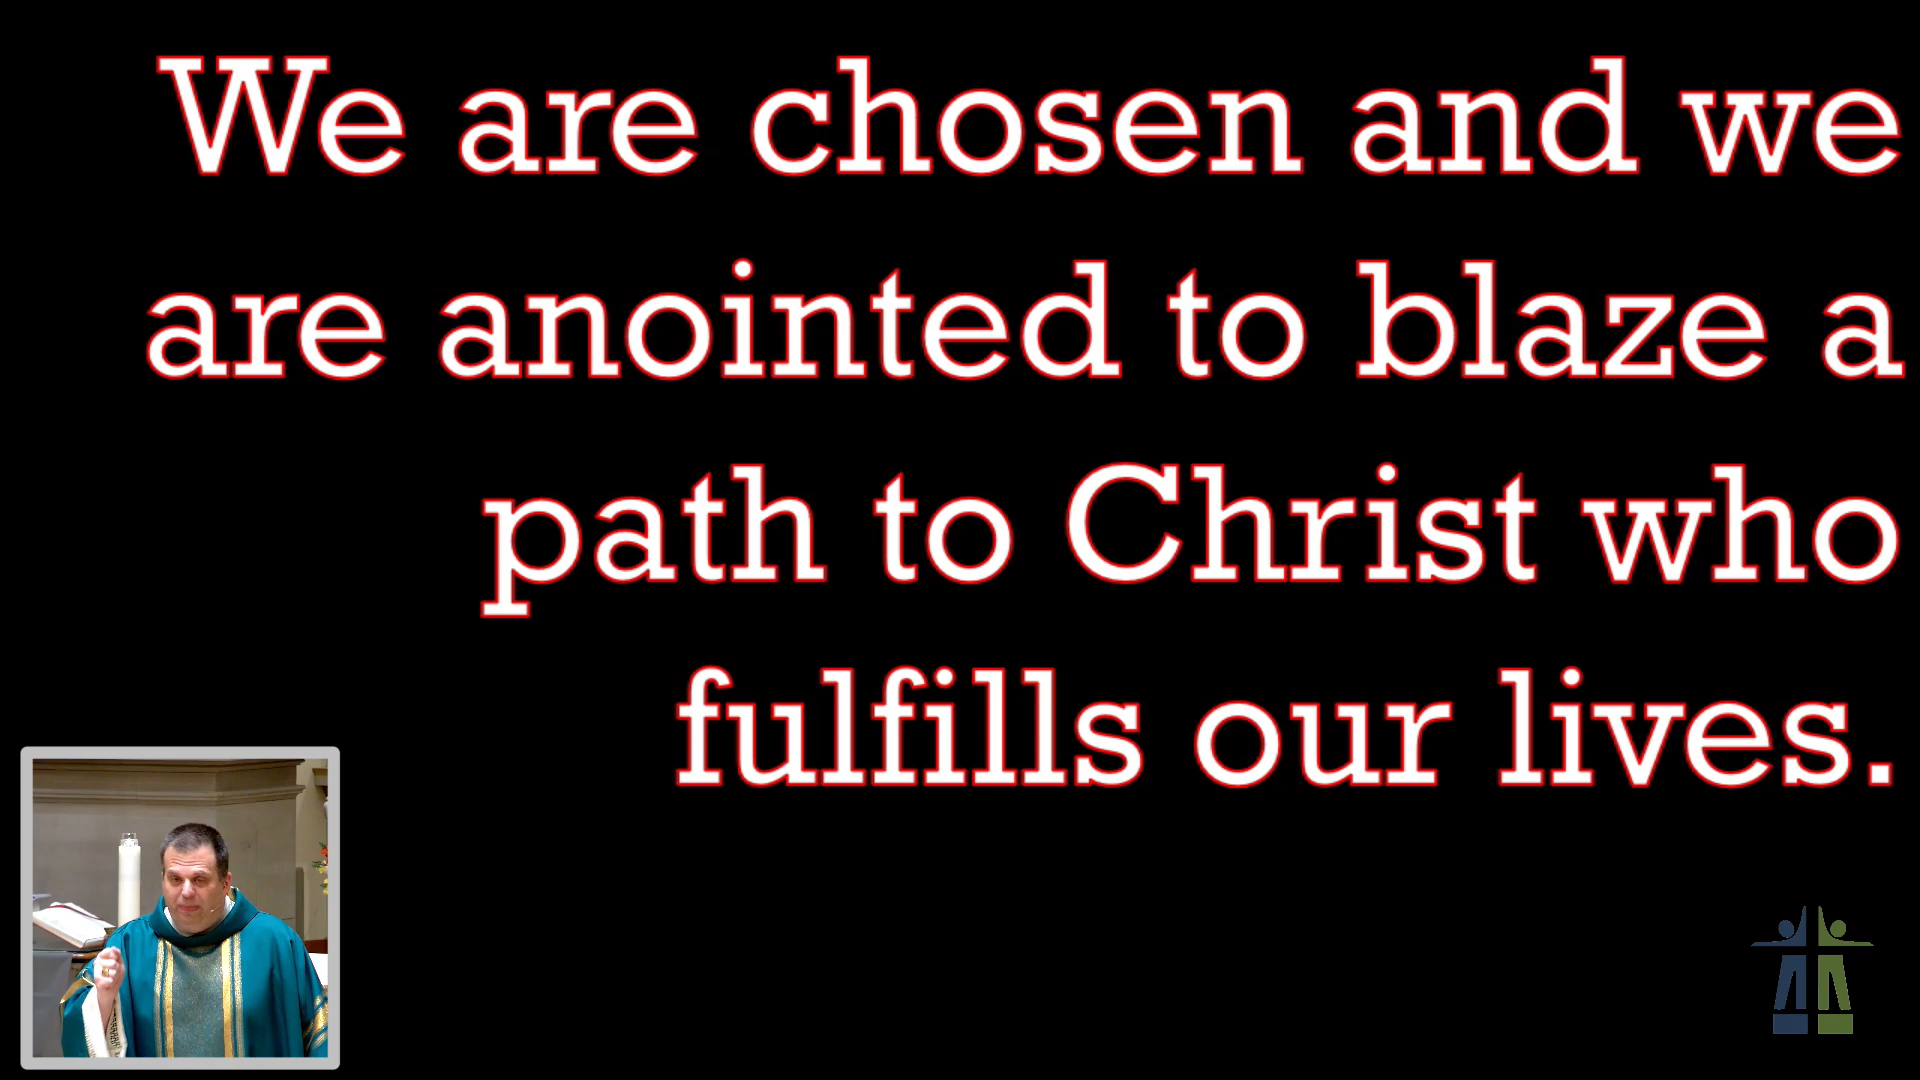 We are chosen and we
are anointed to blaze a
path to Christ who
fulfills our lives.